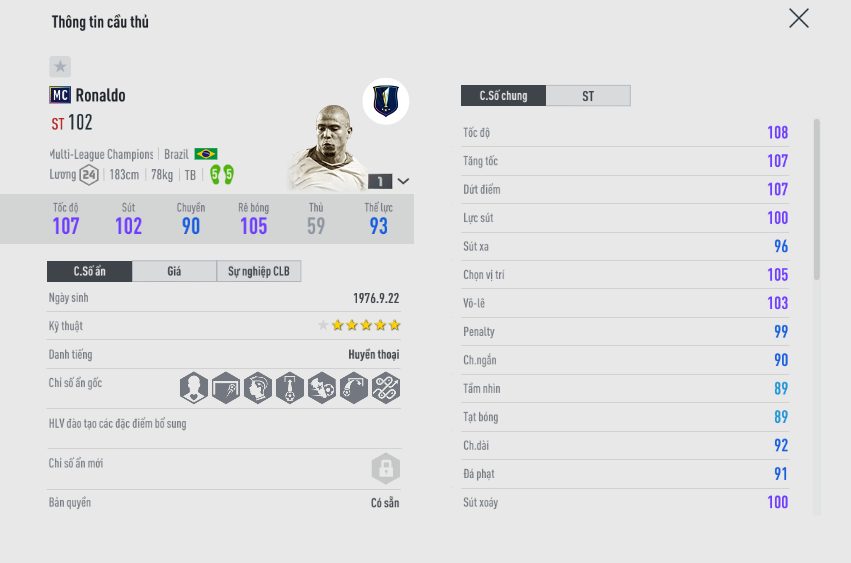 Thông tin cầu thủ
MC Ronaldo
ST 102
Multi-League Champions Brazil
Lương 24 183cm 78kg TB 5 5
1
Tốc độ Sút Chuyền Rê bóng Thủ Thể lực
107 102 90 105 59 93
C.Số ẩn Giá Sự nghiệp CLB
Ngày sinh 1976.9.22
Kỹ thuật
Danh tiếng Huyền thoại
Chỉ số ẩn gốc
HLV đào tạo các đặc điểm bổ sung
Chỉ số ẩn mới
Bản quyền Có sẵn
C.Số chung ST
Tốc độ 108
Tăng tốc 107
Dứt điểm 107
Lực sút 100
Sút xa 96
Chọn vị trí 105
Vô-lê 103
Penalty 99
Ch.ngắn 90
Tầm nhìn 89
Tạt bóng 89
Ch.dài 92
Đá phạt 91
Sút xoáy 100